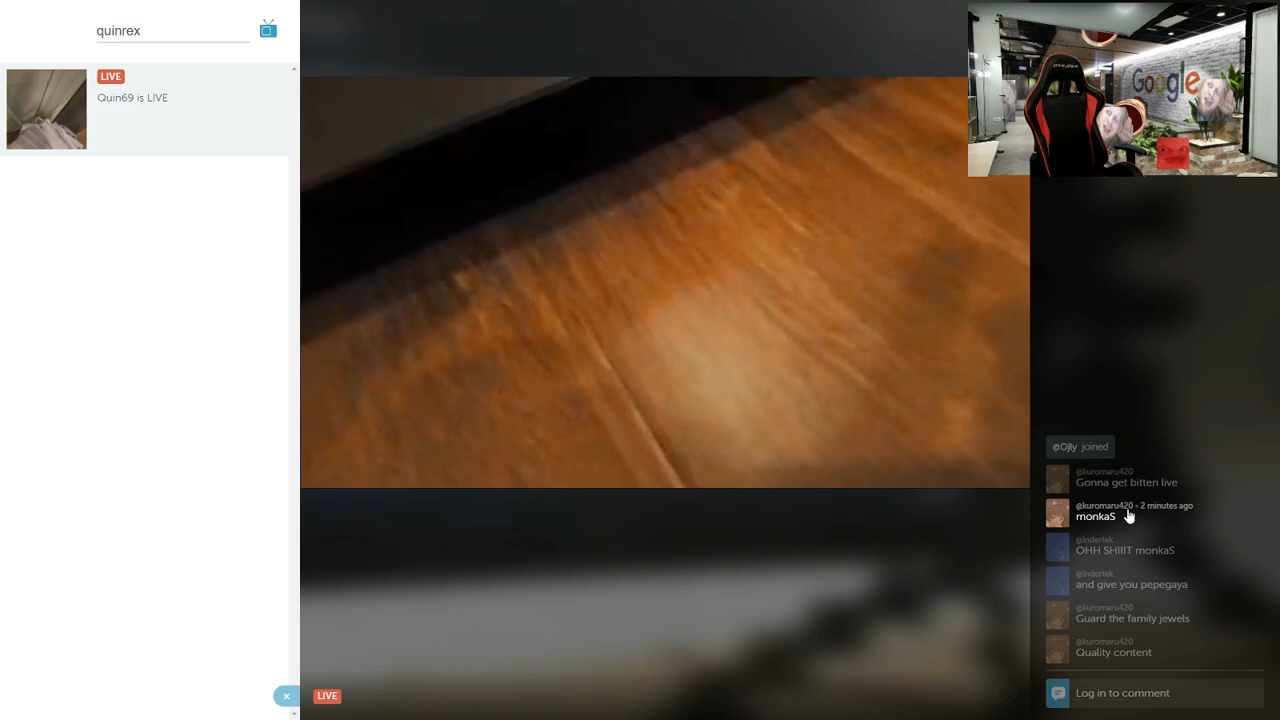 quinrex
LIVE
Quin69 is LIVE
Google
@Ojly joined
@kuromaru420
Gonna get bitten live
@kuromaru420 • 2 minutes ago
monkaS
@Indertek
OHH SHIIIT monkaS
@Indertek
and give you pepegaya
@kuromaru420
Guard the family jewels
@kuromaru420
Quality content
LIVE
Log in to comment